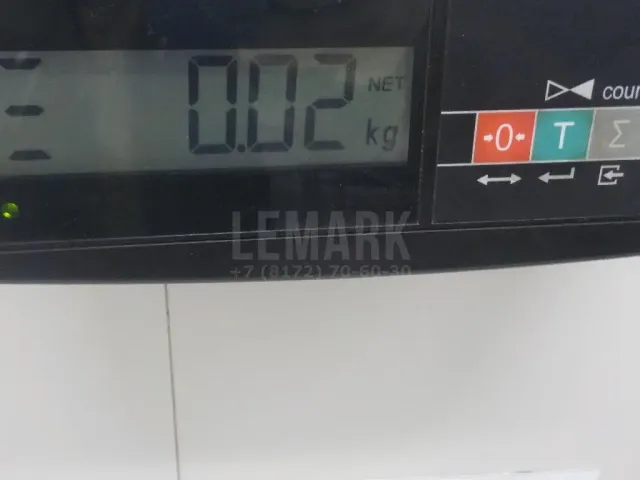 0.02 NET
kg
coun
→0← T Σ
LEMARK
+7 (8172) 70-60-30